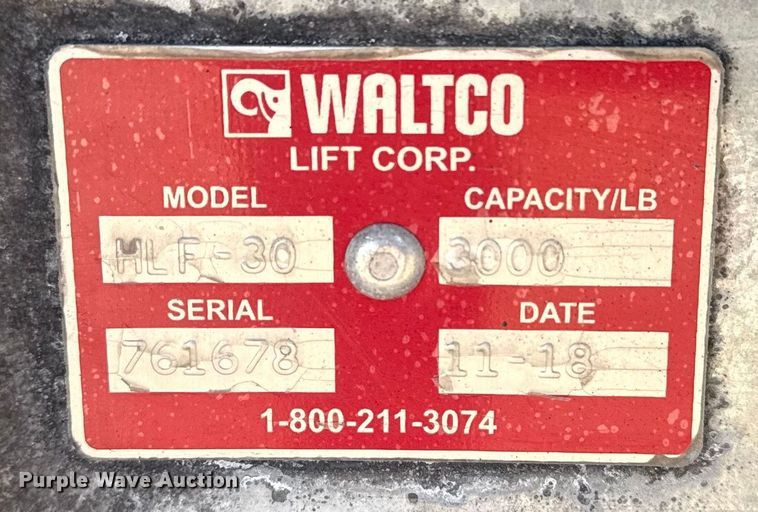 WALTCO
LIFT CORP.
MODEL
CAPACITY/LB
HLF-30
3000
SERIAL
DATE
761678
11-18
1-800-211-3074
Purple Wave Auction